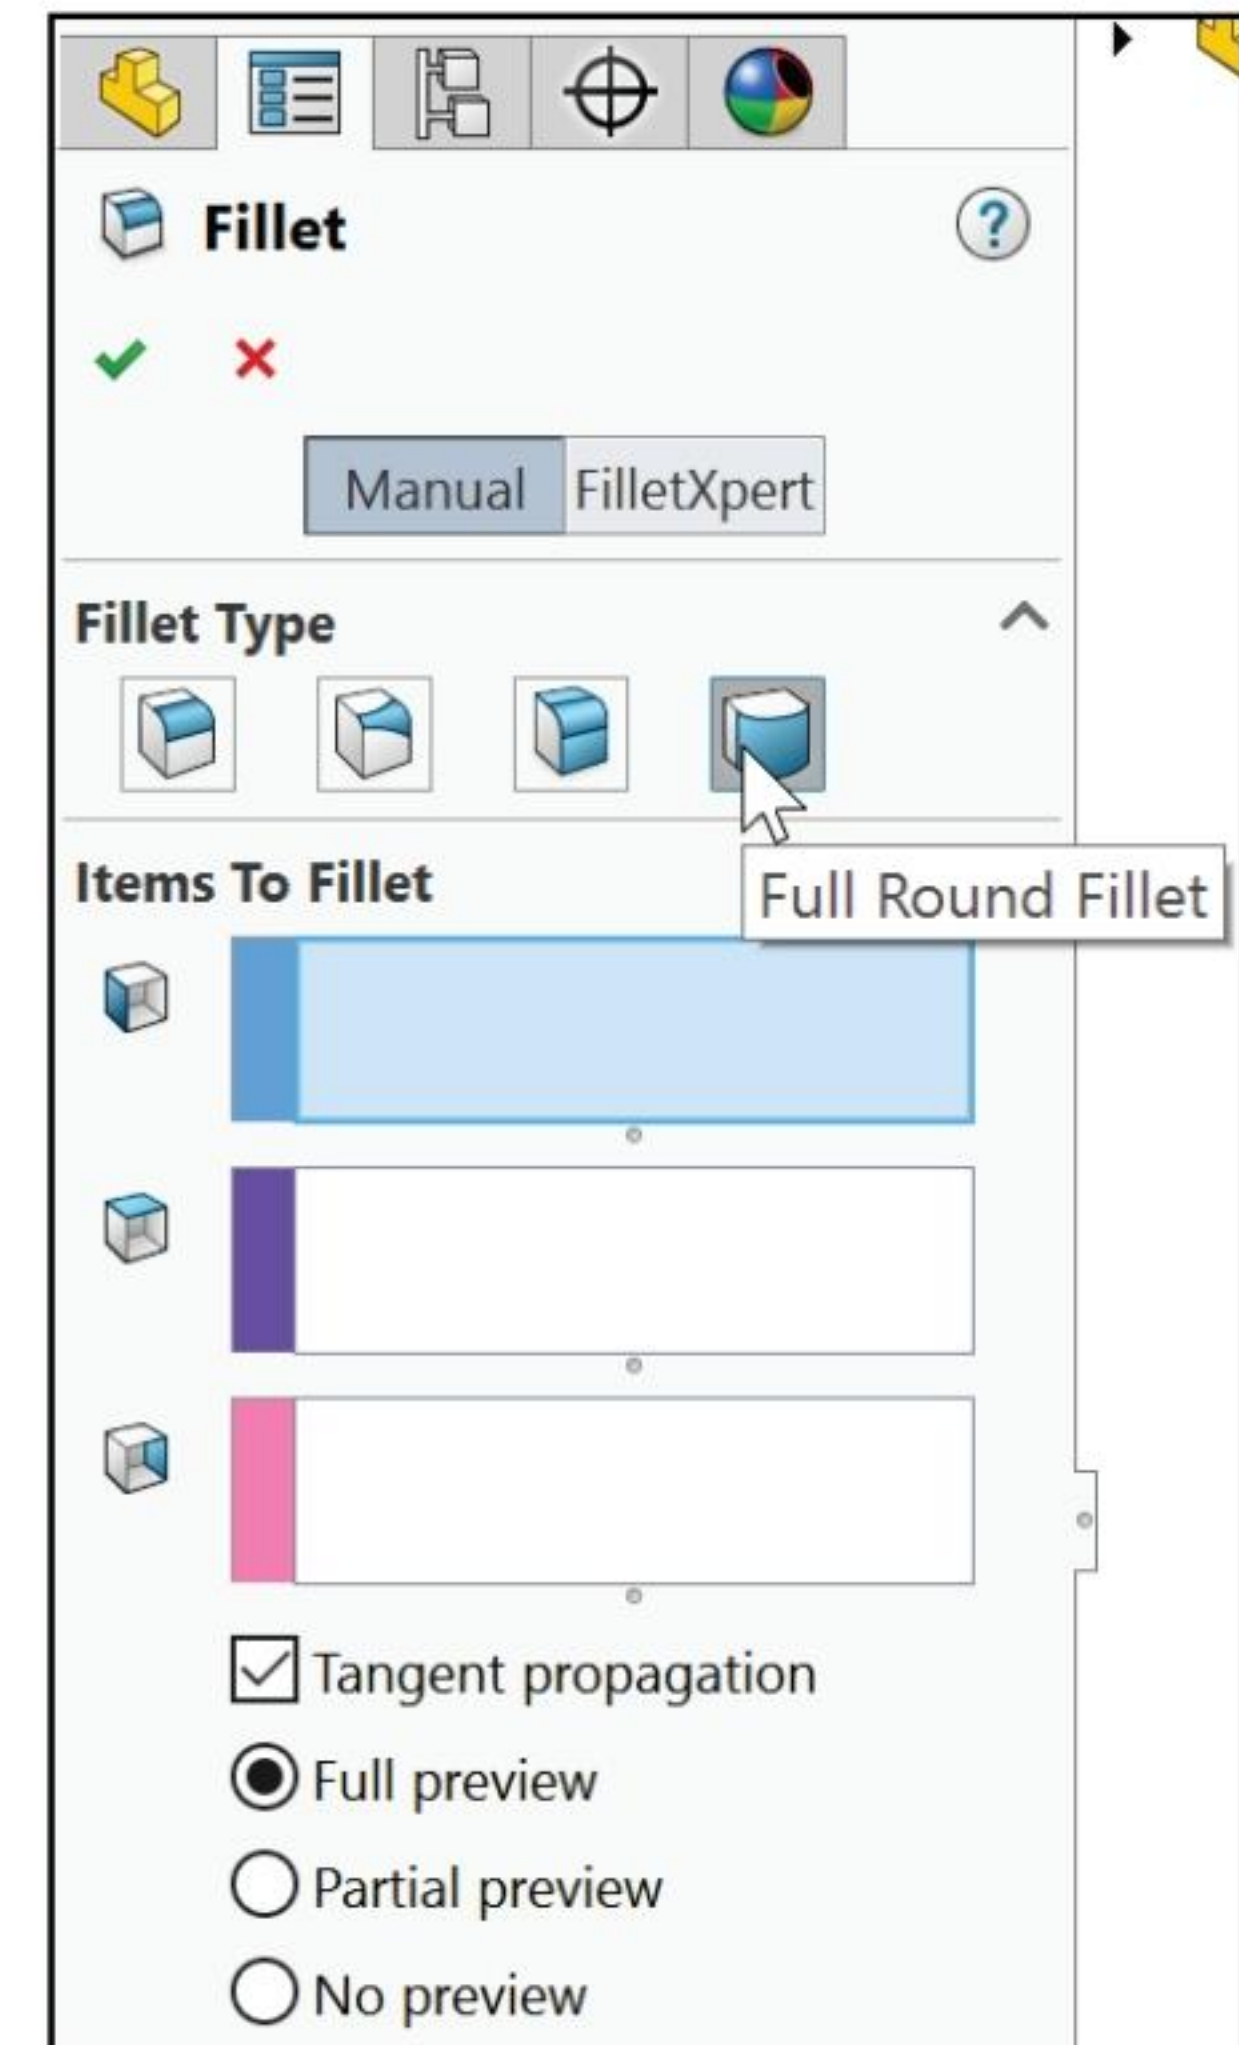 Fillet
?
Manual FilletXpert
Fillet Type
Items To Fillet
Full Round Fillet
Tangent propagation
Full preview
Partial preview
No preview